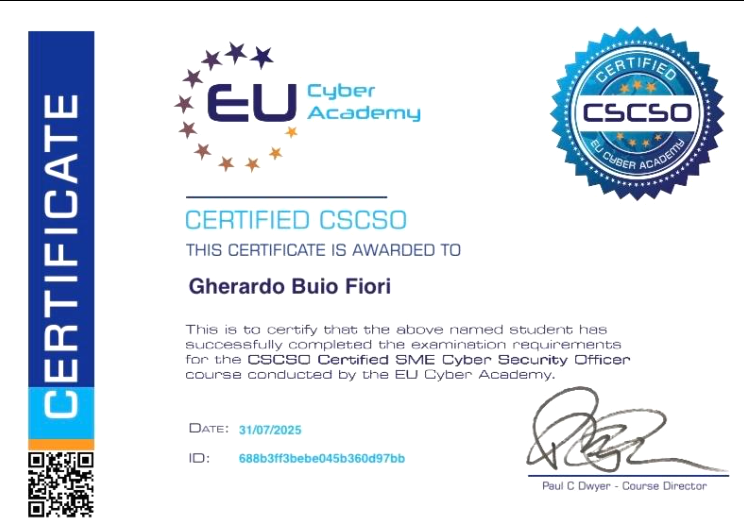 CERTIFICATE
EU Cyber
Academy
CERTIFIED
CSCSO
EU CYBER ACADEMY
CERTIFIED CSCSO
THIS CERTIFICATE IS AWARDED TO
Gherardo Buio Fiori
This is to certify that the above named student has
successfully completed the examination requirements
for the CSCSO Certified SME Cyber Security Officer
course conducted by the EU Cyber Academy.
DATE: 31/07/2025
ID: 688b3ff3bebe045b360d97bb
Paul C Dwyer - Course Director